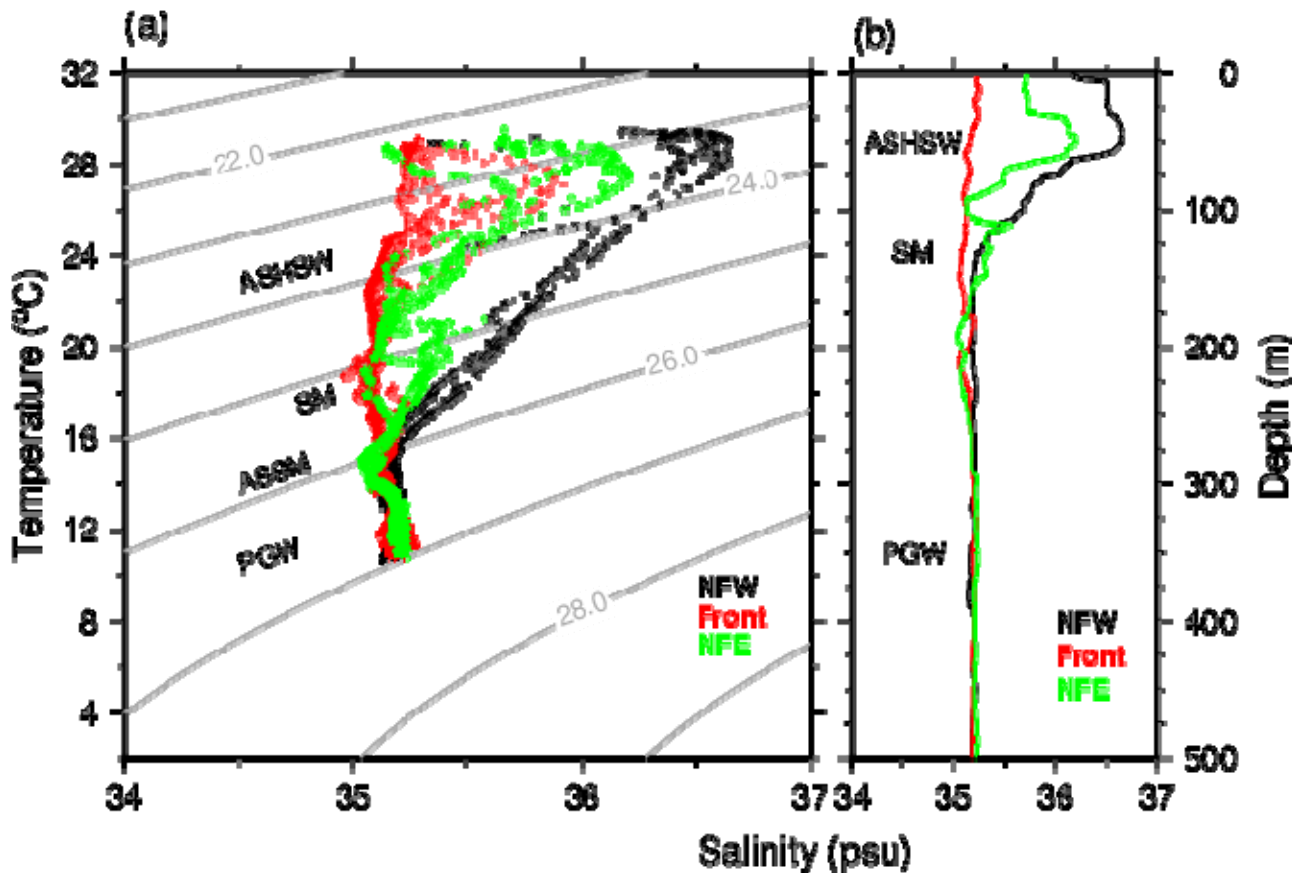 (a)
(b)
32
28
24
20
16
12
8
4
Temperature (ºC)
22.0
24.0
26.0
28.0
ASHSW
SM
ASSM
PGW
NFW
Front
NFE
34
35
36
37
ASHSW
SM
PGW
NFW
Front
NFE
0
100
200
300
400
500
Depth (m)
34
35
36
37
Salinity (psu)